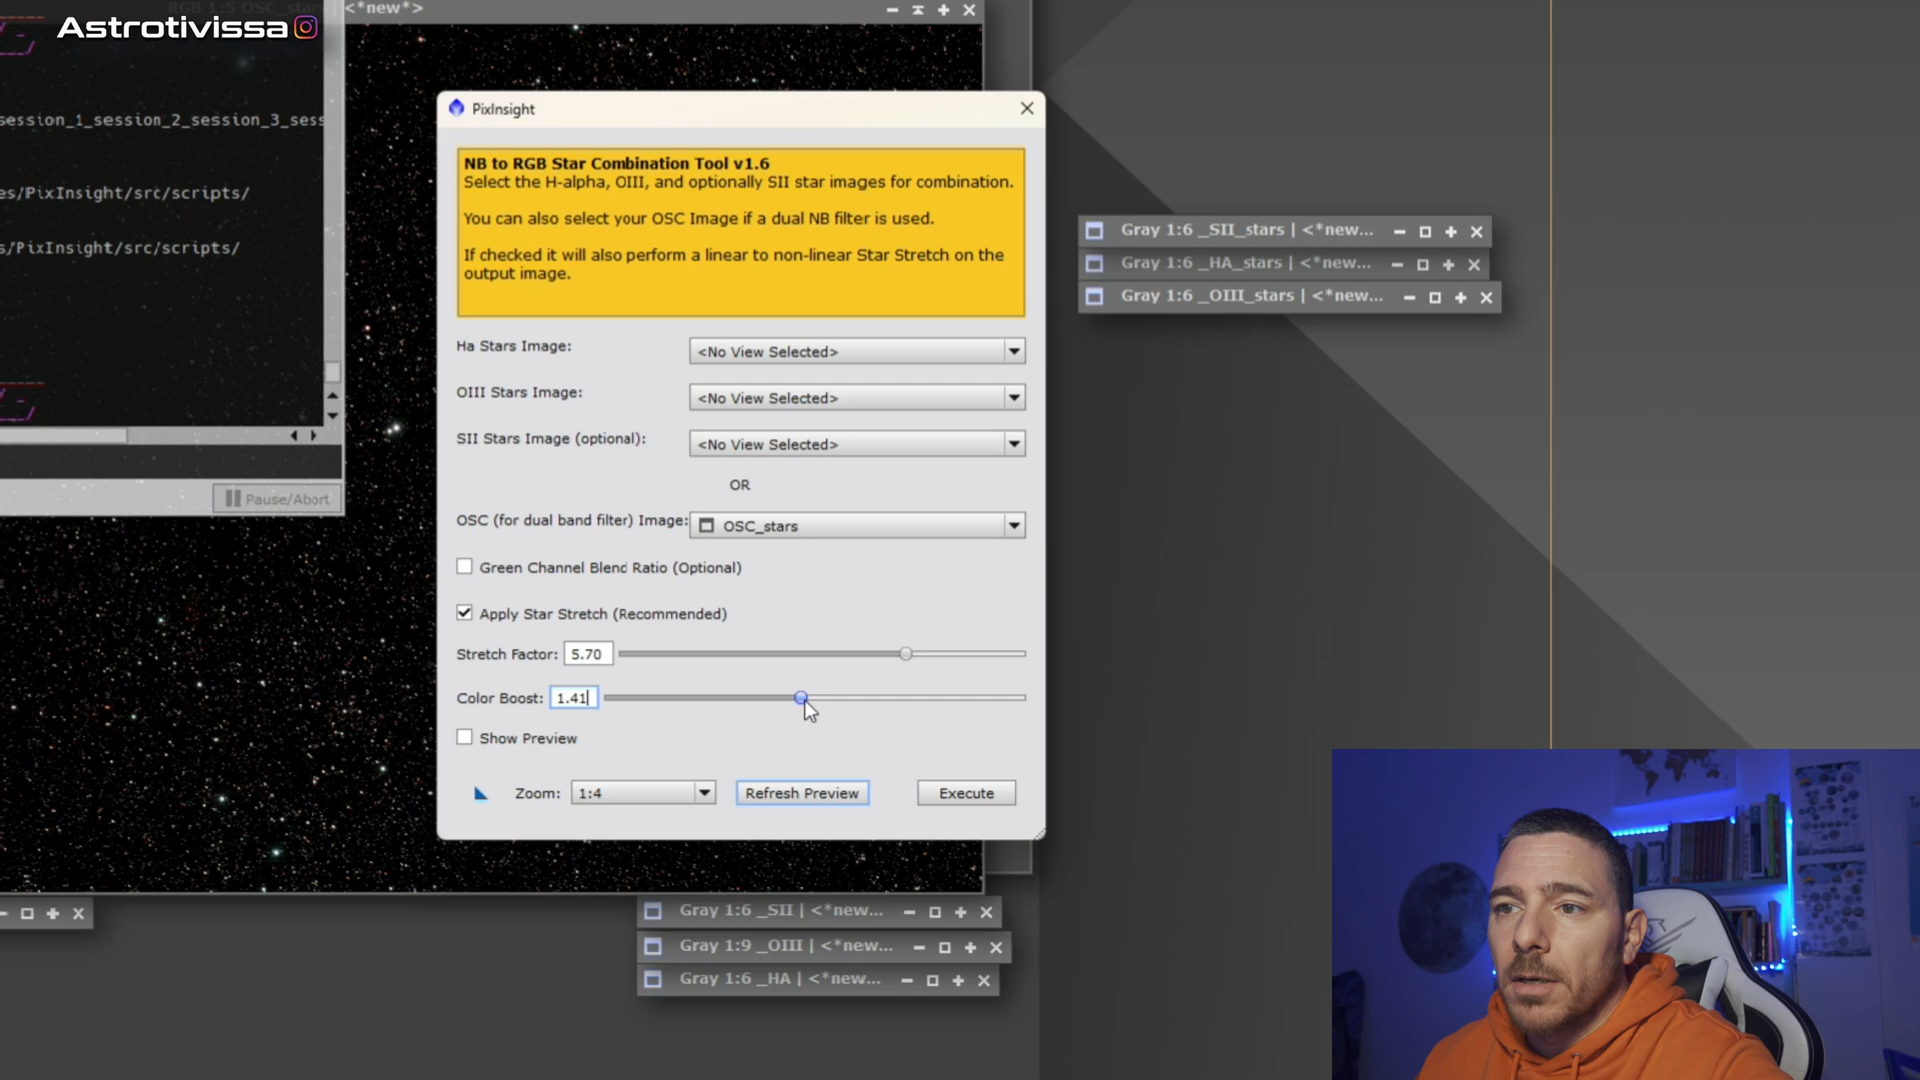 RGB 1:5 OSC_stars | <*new*>
Astrotivissa
session_1_session_2_session_3_sess
es/PixInsight/src/scripts/
s/PixInsight/src/scripts/
Pause/Abort
PixInsight
NB to RGB Star Combination Tool v1.6
Select the H-alpha, OIII, and optionally SII star images for combination.
You can also select your OSC Image if a dual NB filter is used.
If checked it will also perform a linear to non-linear Star Stretch on the
output image.
Ha Stars Image: <No View Selected>
OIII Stars Image: <No View Selected>
SII Stars Image (optional): <No View Selected>
OR
OSC (for dual band filter) Image: OSC_stars
Green Channel Blend Ratio (Optional)
Apply Star Stretch (Recommended)
Stretch Factor: 5.70
Color Boost: 1.41
Show Preview
Zoom: 1:4 Refresh Preview Execute
Gray 1:6 _SII_stars | <*new...
Gray 1:6 _HA_stars | <*new...
Gray 1:6 _OIII_stars | <*new...
Gray 1:6 _SII | <*new...
Gray 1:9 _OIII | <*new...
Gray 1:6 _HA | <*new...